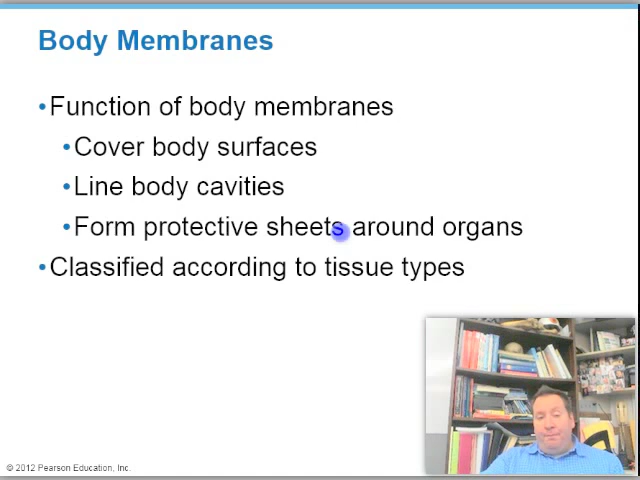 Body Membranes
•Function of body membranes
•Cover body surfaces
•Line body cavities
•Form protective sheets around organs
•Classified according to tissue types
© 2012 Pearson Education, Inc.